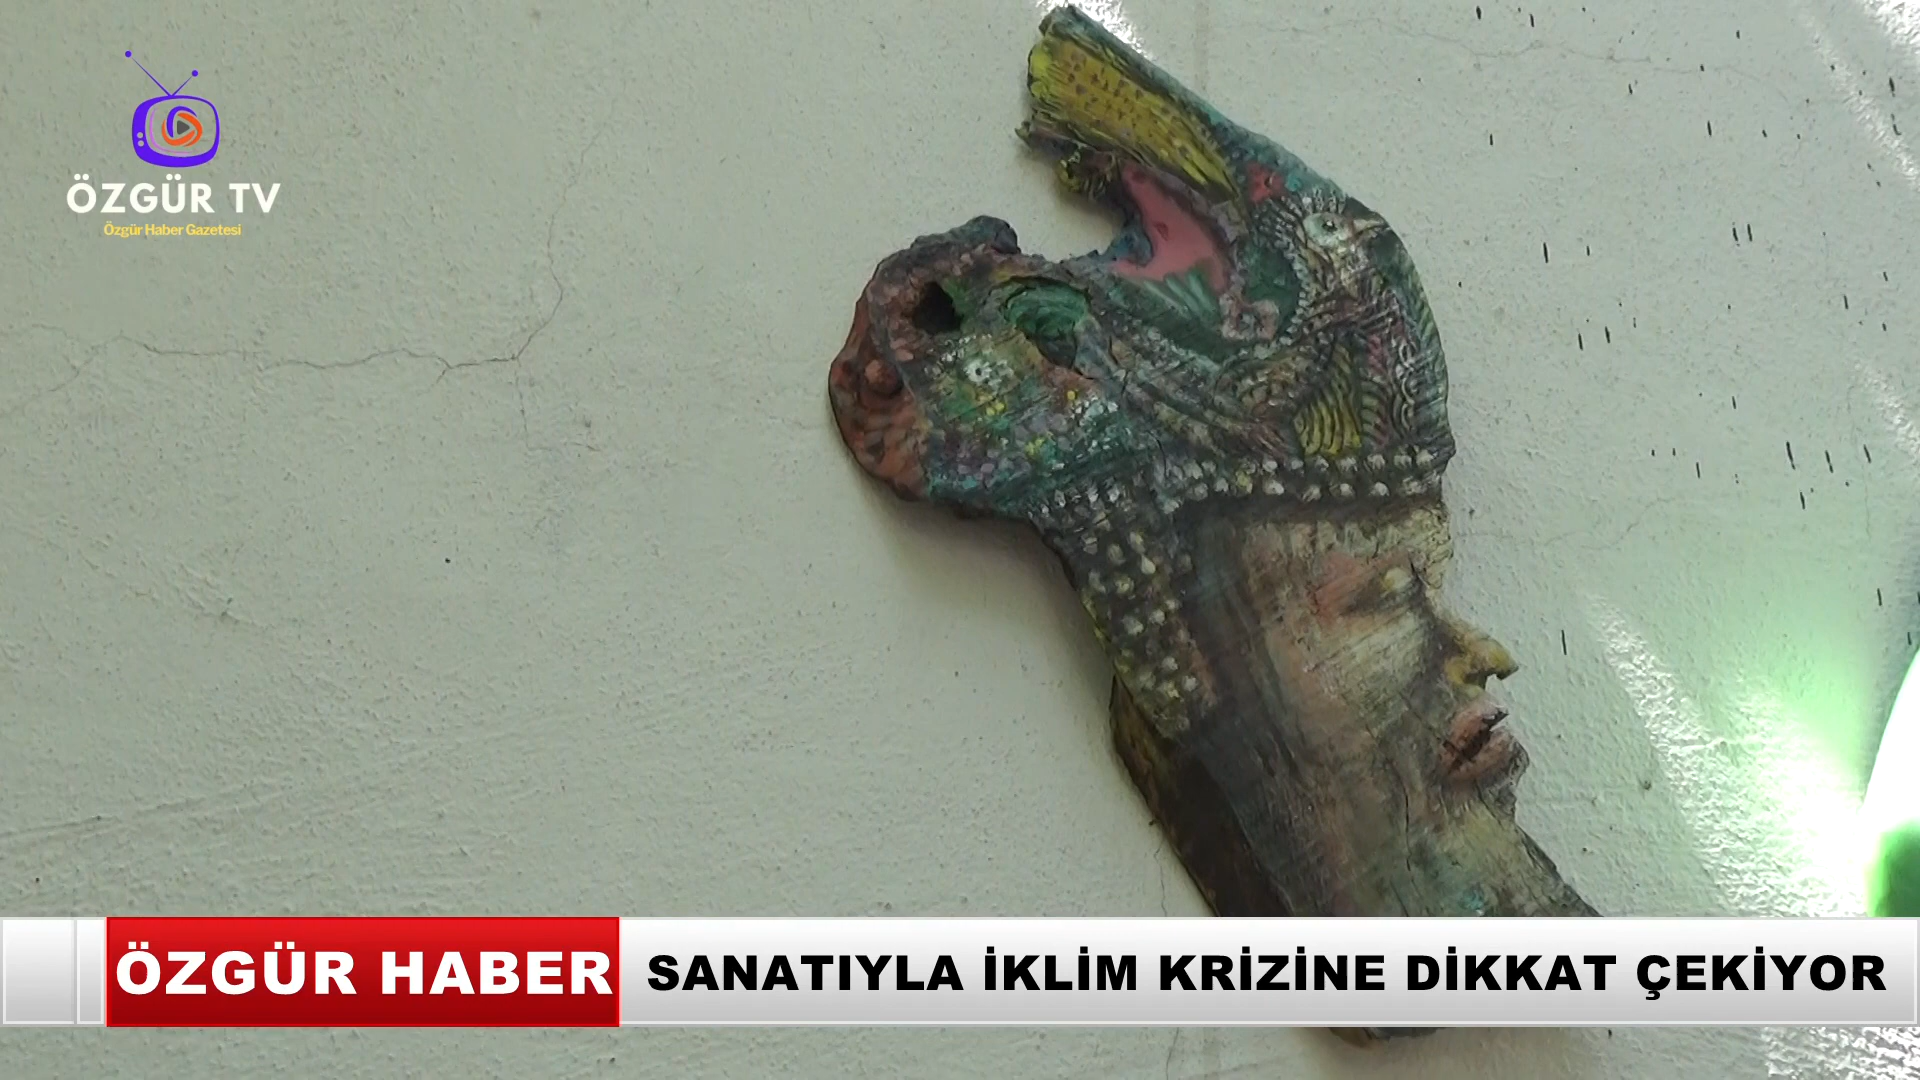 ÖZGÜR TV
Özgür Haber Gazetesi
ÖZGÜR HABER
SANATIYLA İKLİM KRİZİNE DİKKAT ÇEKİYOR